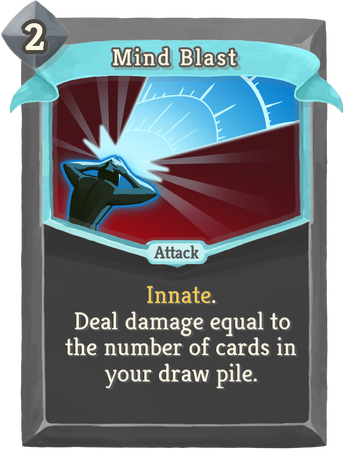 2
Mind Blast
Attack
Innate.
Deal damage equal to
the number of cards in
your draw pile.